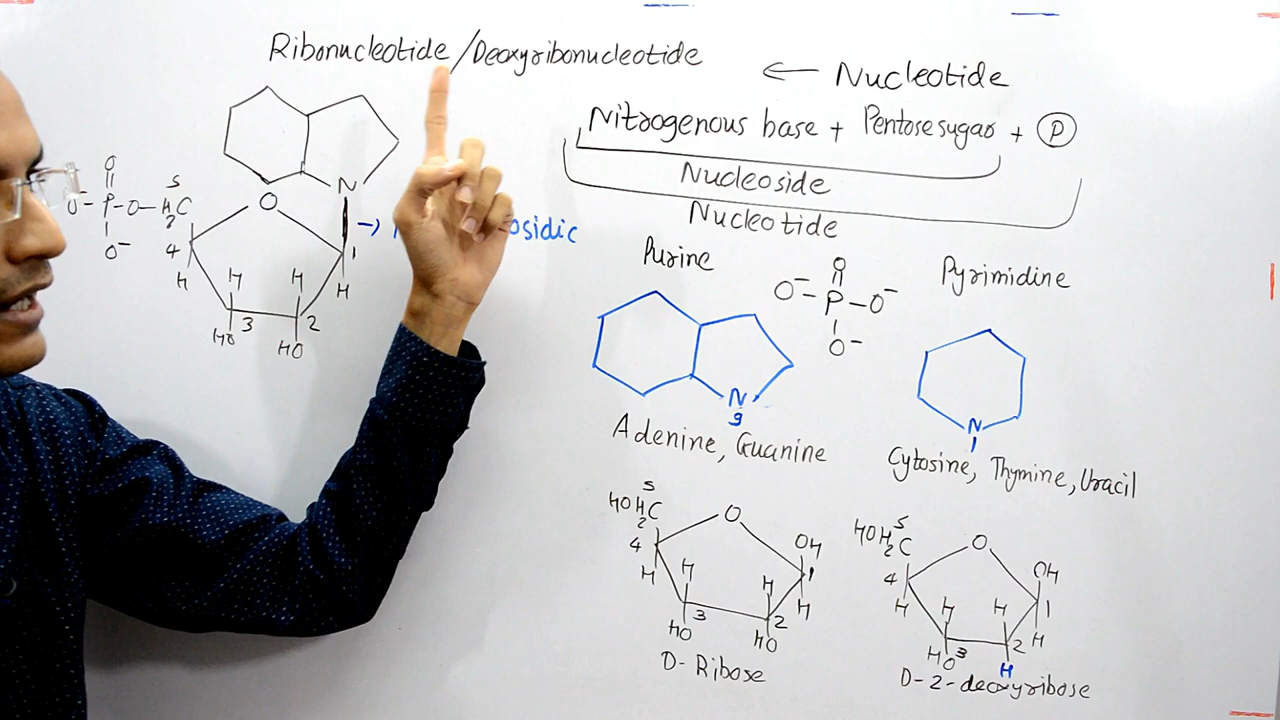 Ribonucleotide/Deoxyribonucleotide
← Nucleotide
Nitrogenous base + Pentose sugar + P
Nucleoside
Nucleotide
O
O⁻-P-O-H₂C 5
O⁻
O
N
4
H
H
H
1
H
3
2
HO
HO
→
osidic
Purine
N
9
Adenine, Guanine
O
O⁻-P-O⁻
O⁻
Pyrimidine
N
1
Cytosine, Thymine, Uracil
5
HOH₂C
O
OH
4
1
H
H
H
H
3
2
HO
HO
D-Ribose
5
HOH₂C
O
OH
4
1
H
H
H
H
3
2
HO
H
D-2-deoxyribose